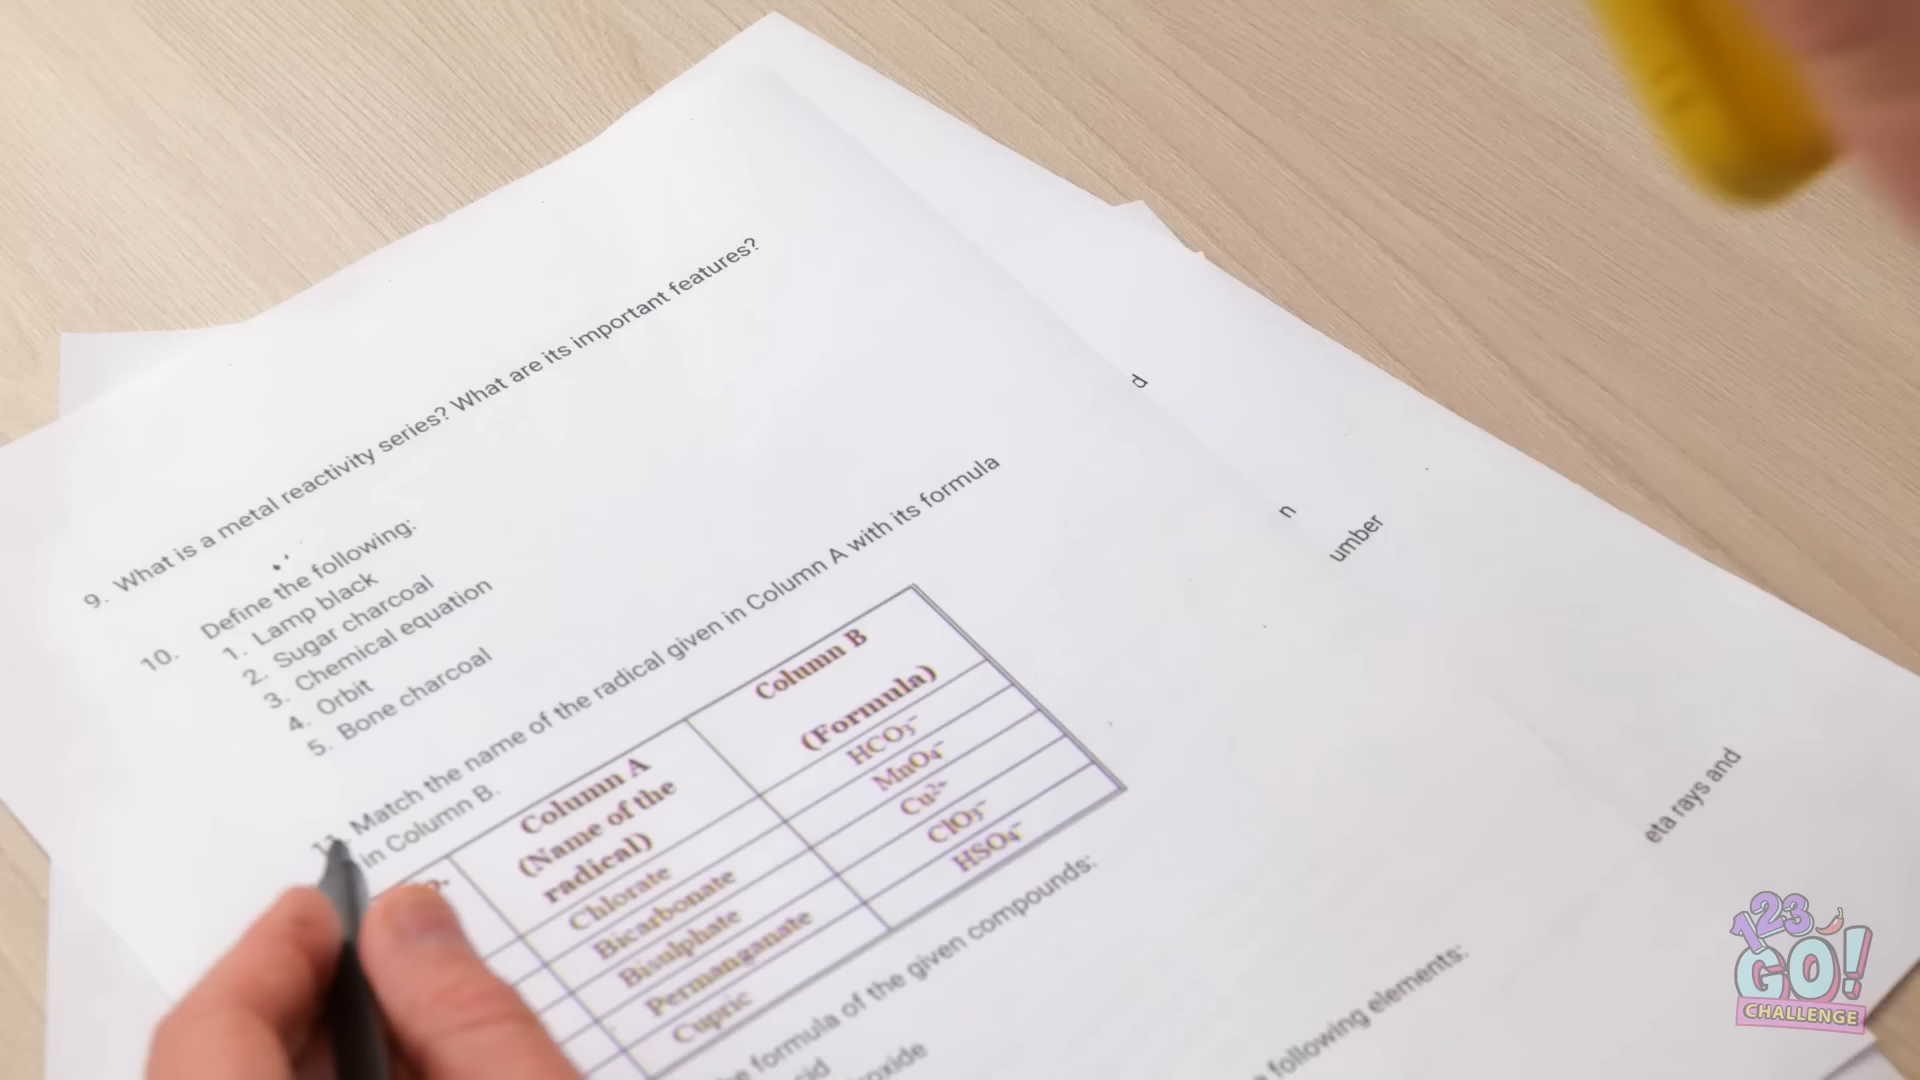 9. What is a metal reactivity series? What are its important features?
10. Define the following:
1. Lamp black
2. Sugar charcoal
3. Chemical equation
4. Orbit
5. Bone charcoal
11. Match the name of the radical given in Column A with its formula
in Column B.
Column A
(Name of the
radical)
Column B
(Formula)
Chlorate
HCO₃⁻
Bicarbonate
MnO₄⁻
Bisulphate
Cu²⁺
Permanganate
ClO₃⁻
Cupric
HSO₄⁻
formula of the given compounds:
following elements:
d
n
umber
eta rays and
123
GO!
CHALLENGE